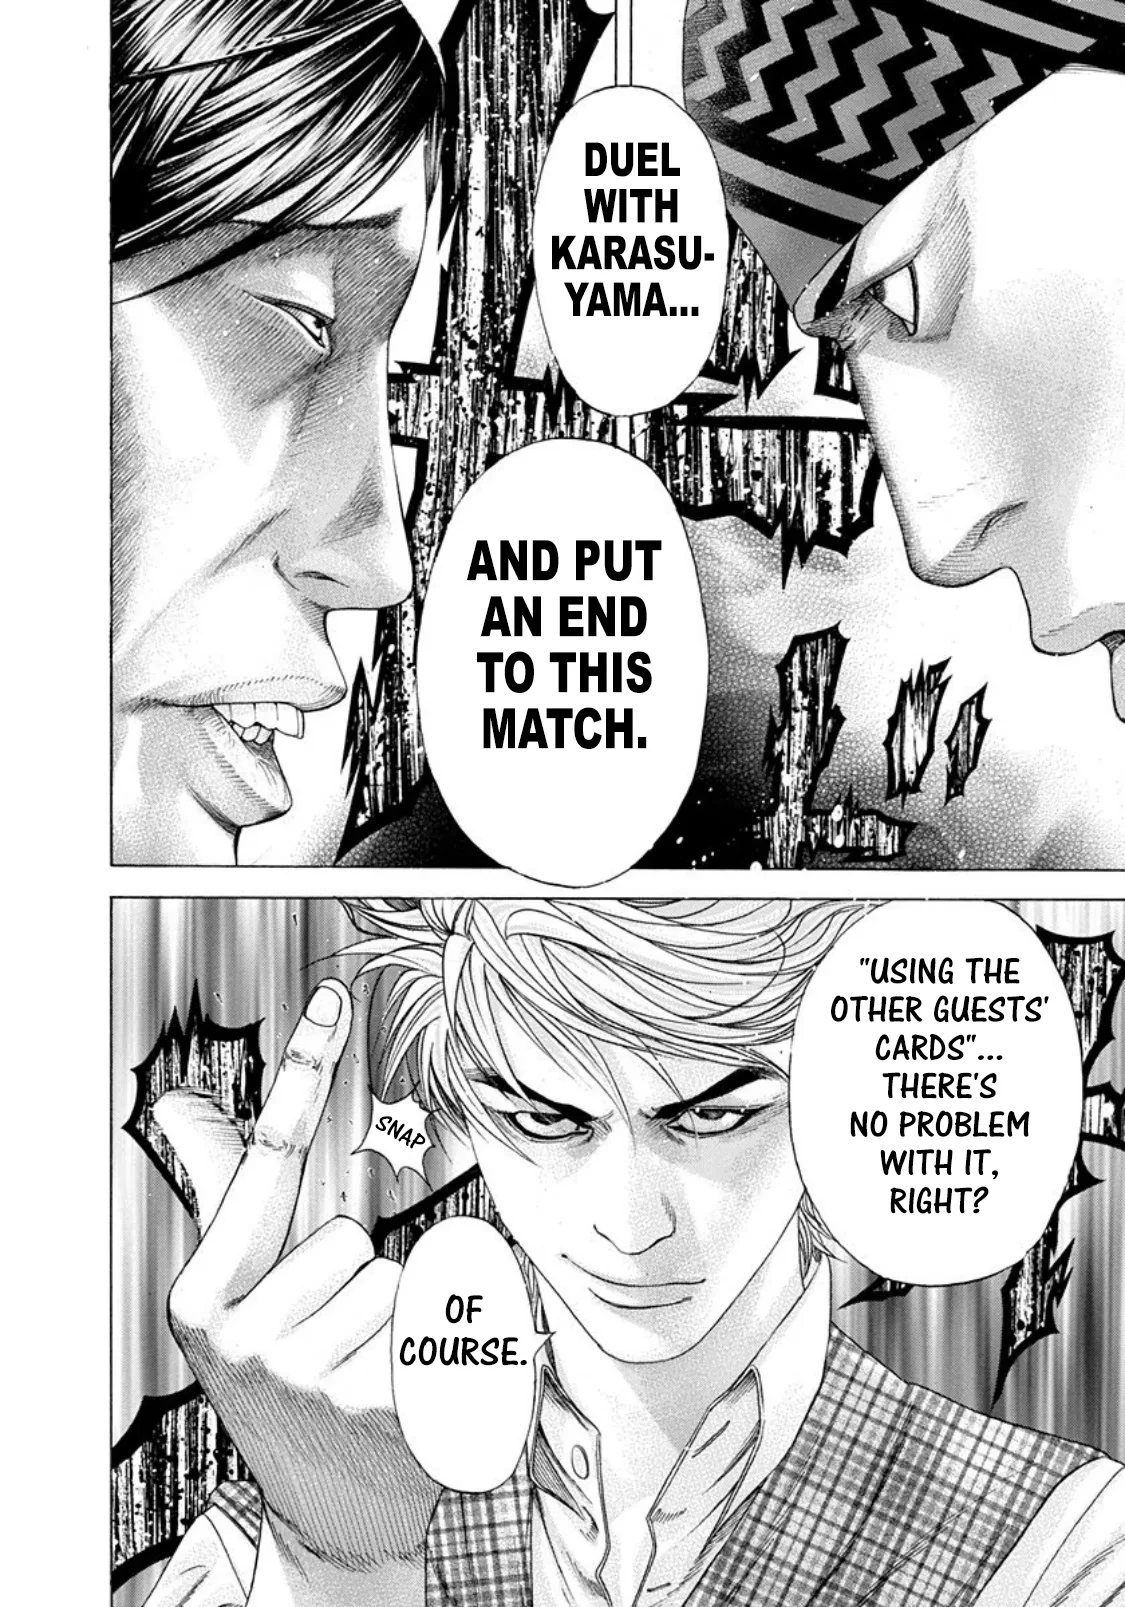 DUEL
WITH
KARASU-
YAMA...
AND PUT
AN END
TO THIS
MATCH.
"USING THE
OTHER GUESTS'
CARDS"...
THERE'S
NO PROBLEM
WITH IT,
RIGHT?
SNAP
OF
COURSE.